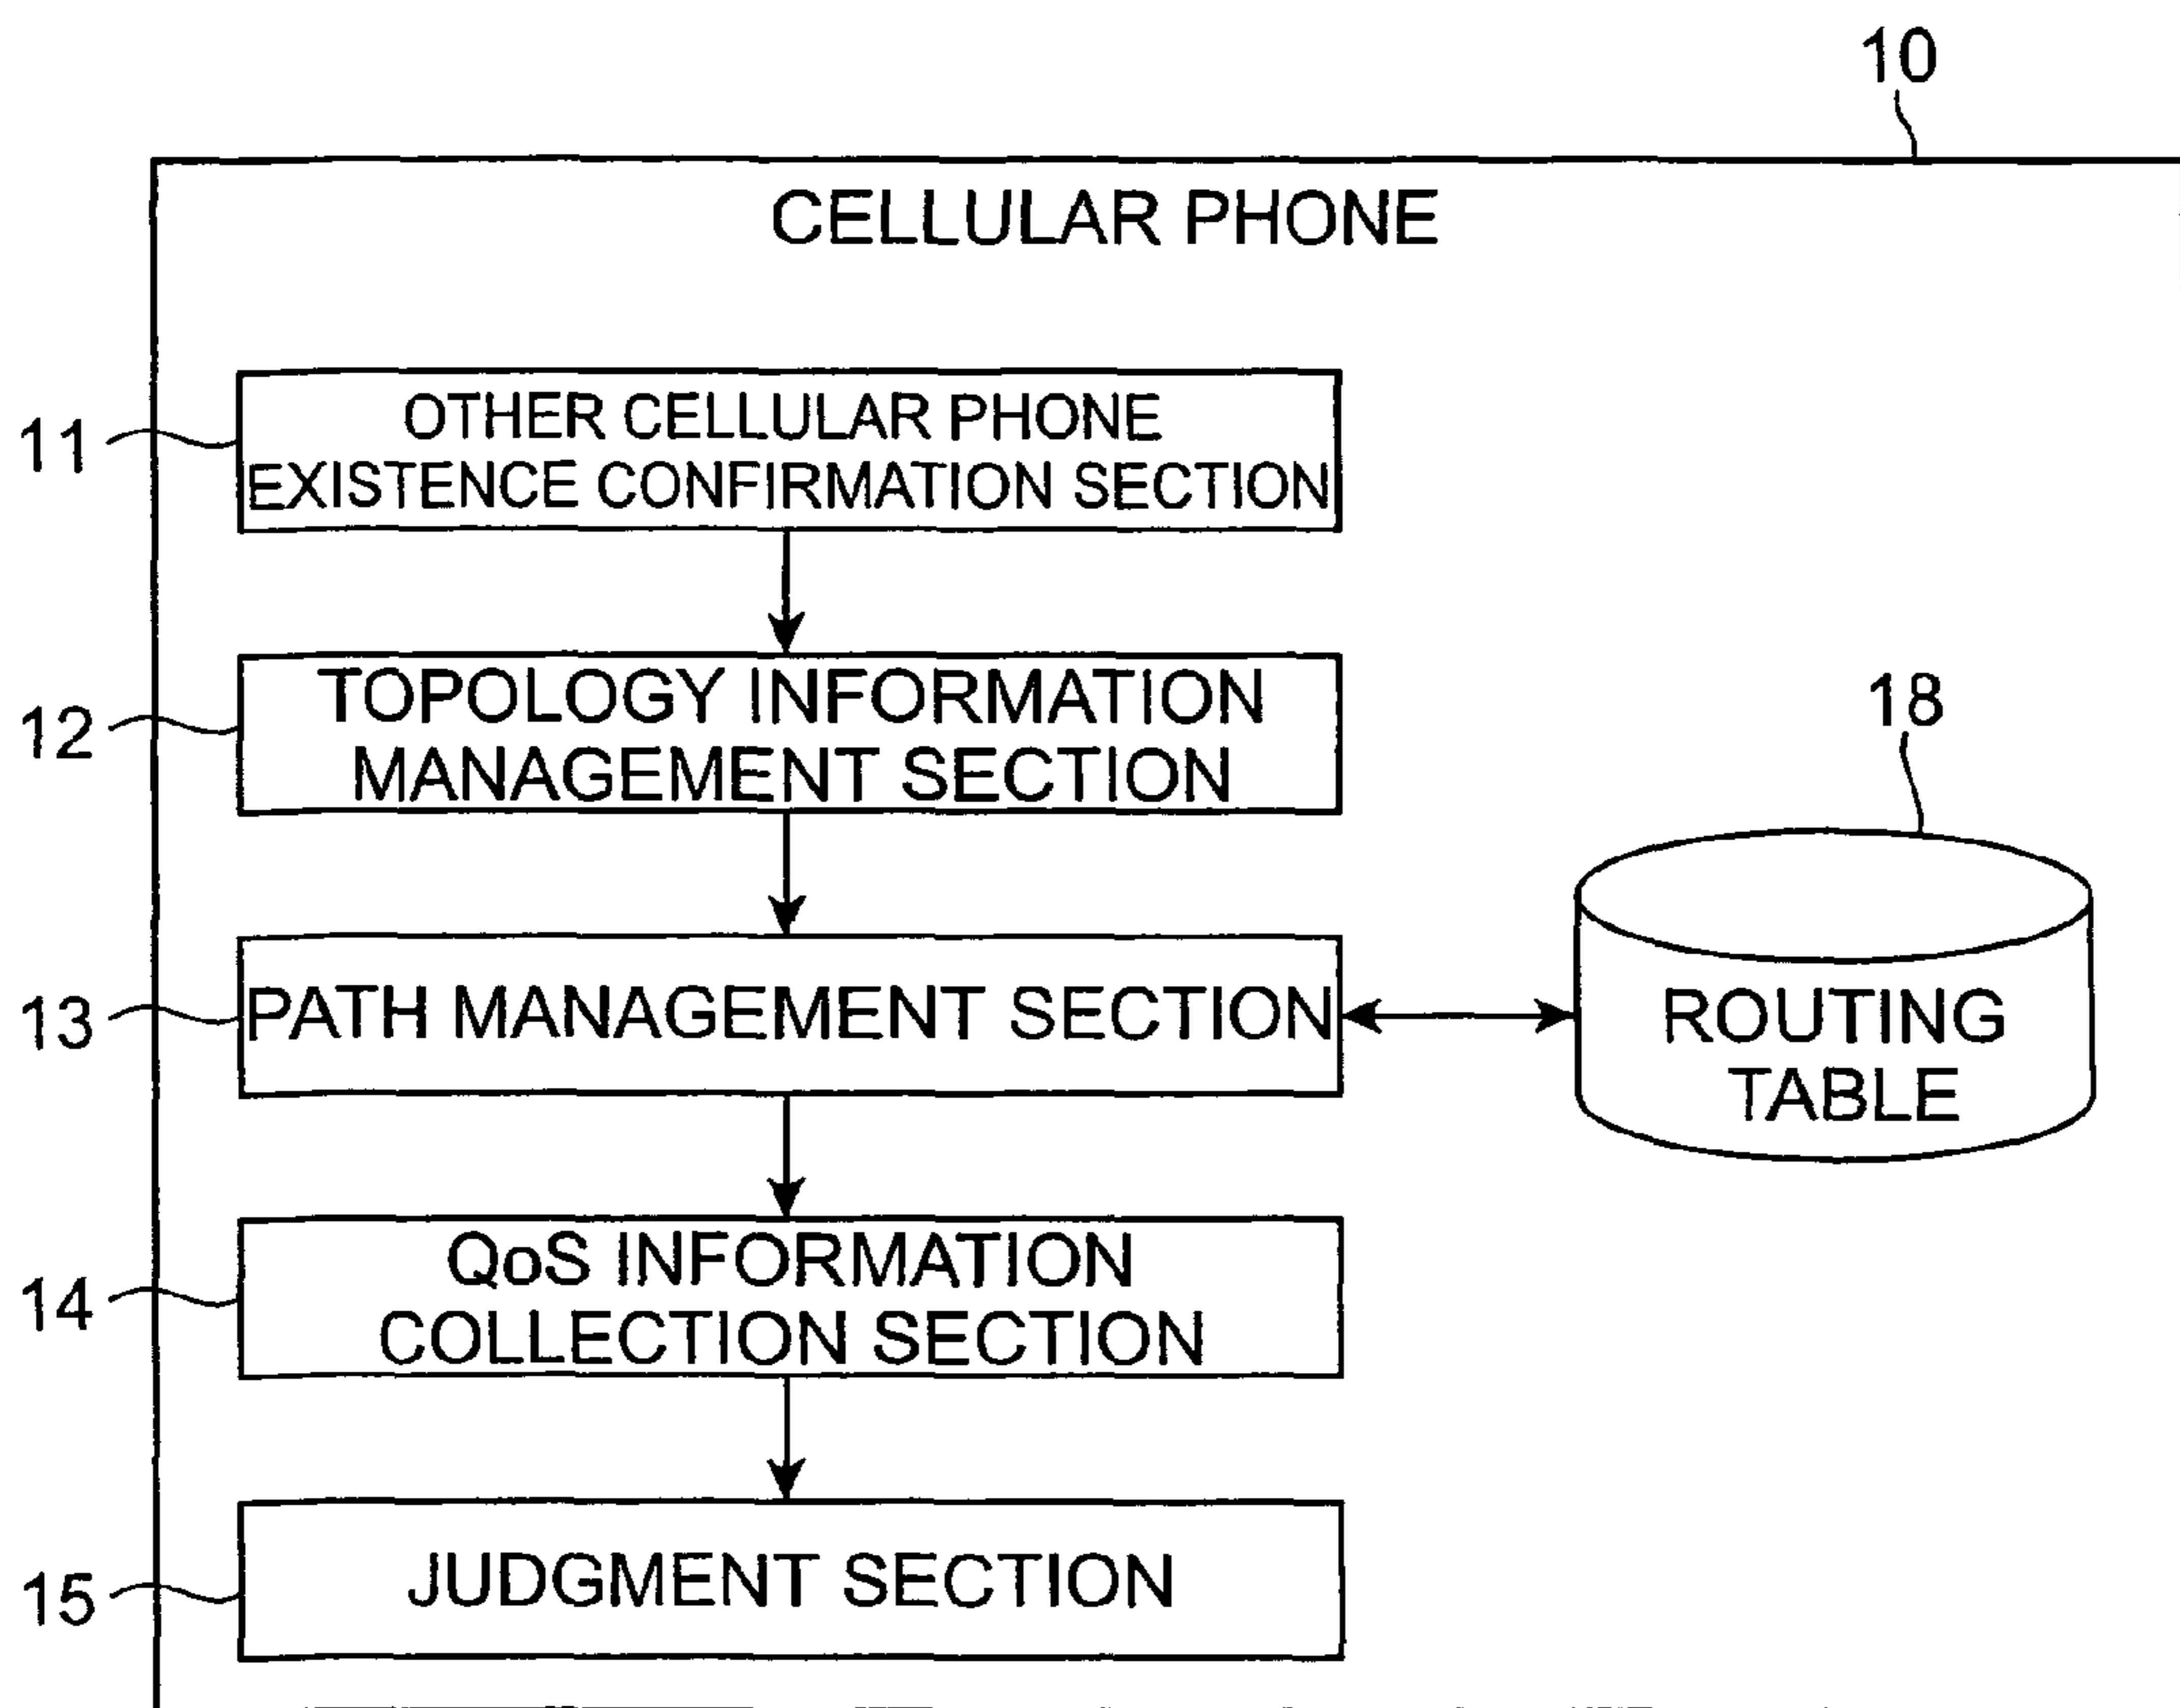 10
CELLULAR PHONE
11
OTHER CELLULAR PHONE
EXISTENCE CONFIRMATION SECTION
12
TOPOLOGY INFORMATION
MANAGEMENT SECTION
18
13
PATH MANAGEMENT SECTION
ROUTING
TABLE
14
QoS INFORMATION
COLLECTION SECTION
15
JUDGMENT SECTION